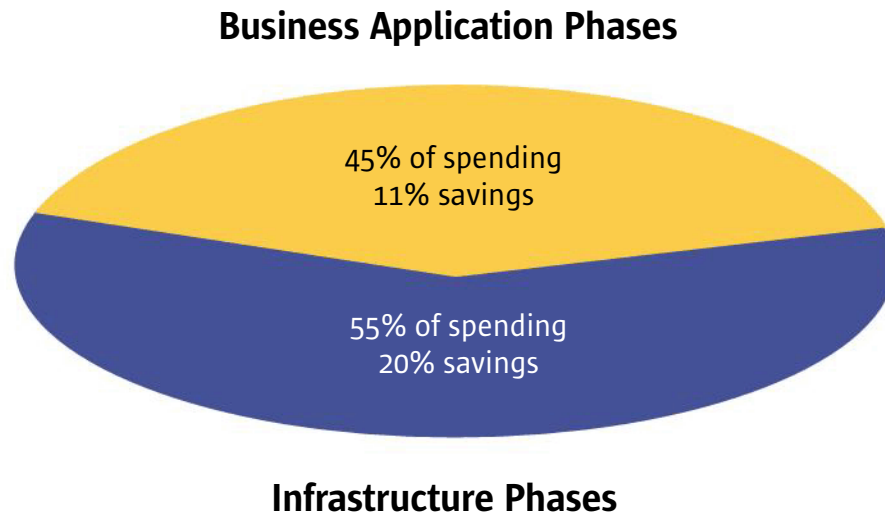 Business Application Phases
45% of spending
11% savings
55% of spending
20% savings
Infrastructure Phases